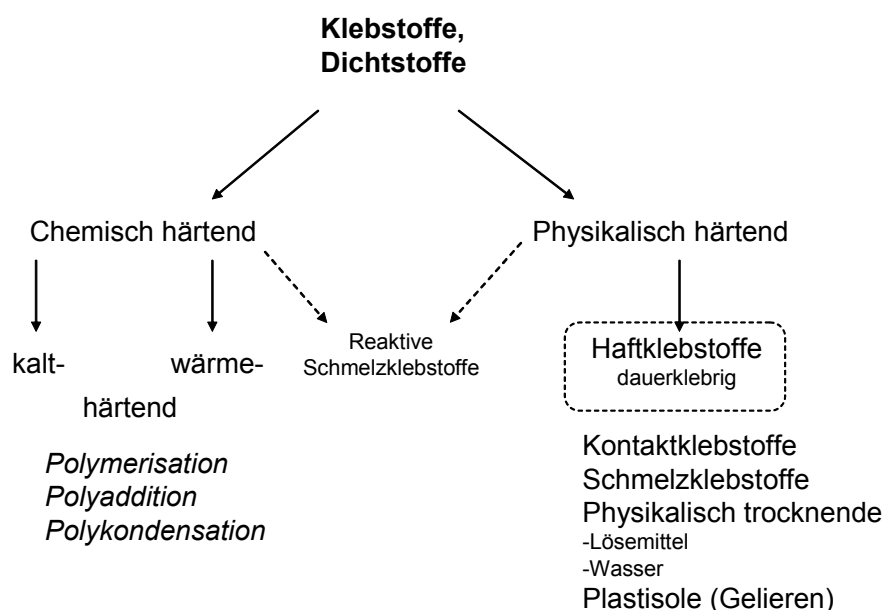 Klebstoffe,
Dichtstoffe
Chemisch härtend
Physikalisch härtend
kalt- wärme-
härtend
Reaktive
Schmelzklebstoffe
Haftklebstoffe
dauerklebrig
Polymerisation
Polyaddition
Polykondensation
Kontaktklebstoffe
Schmelzklebstoffe
Physikalisch trocknende
-Lösemittel
-Wasser
Plastisole (Gelieren)